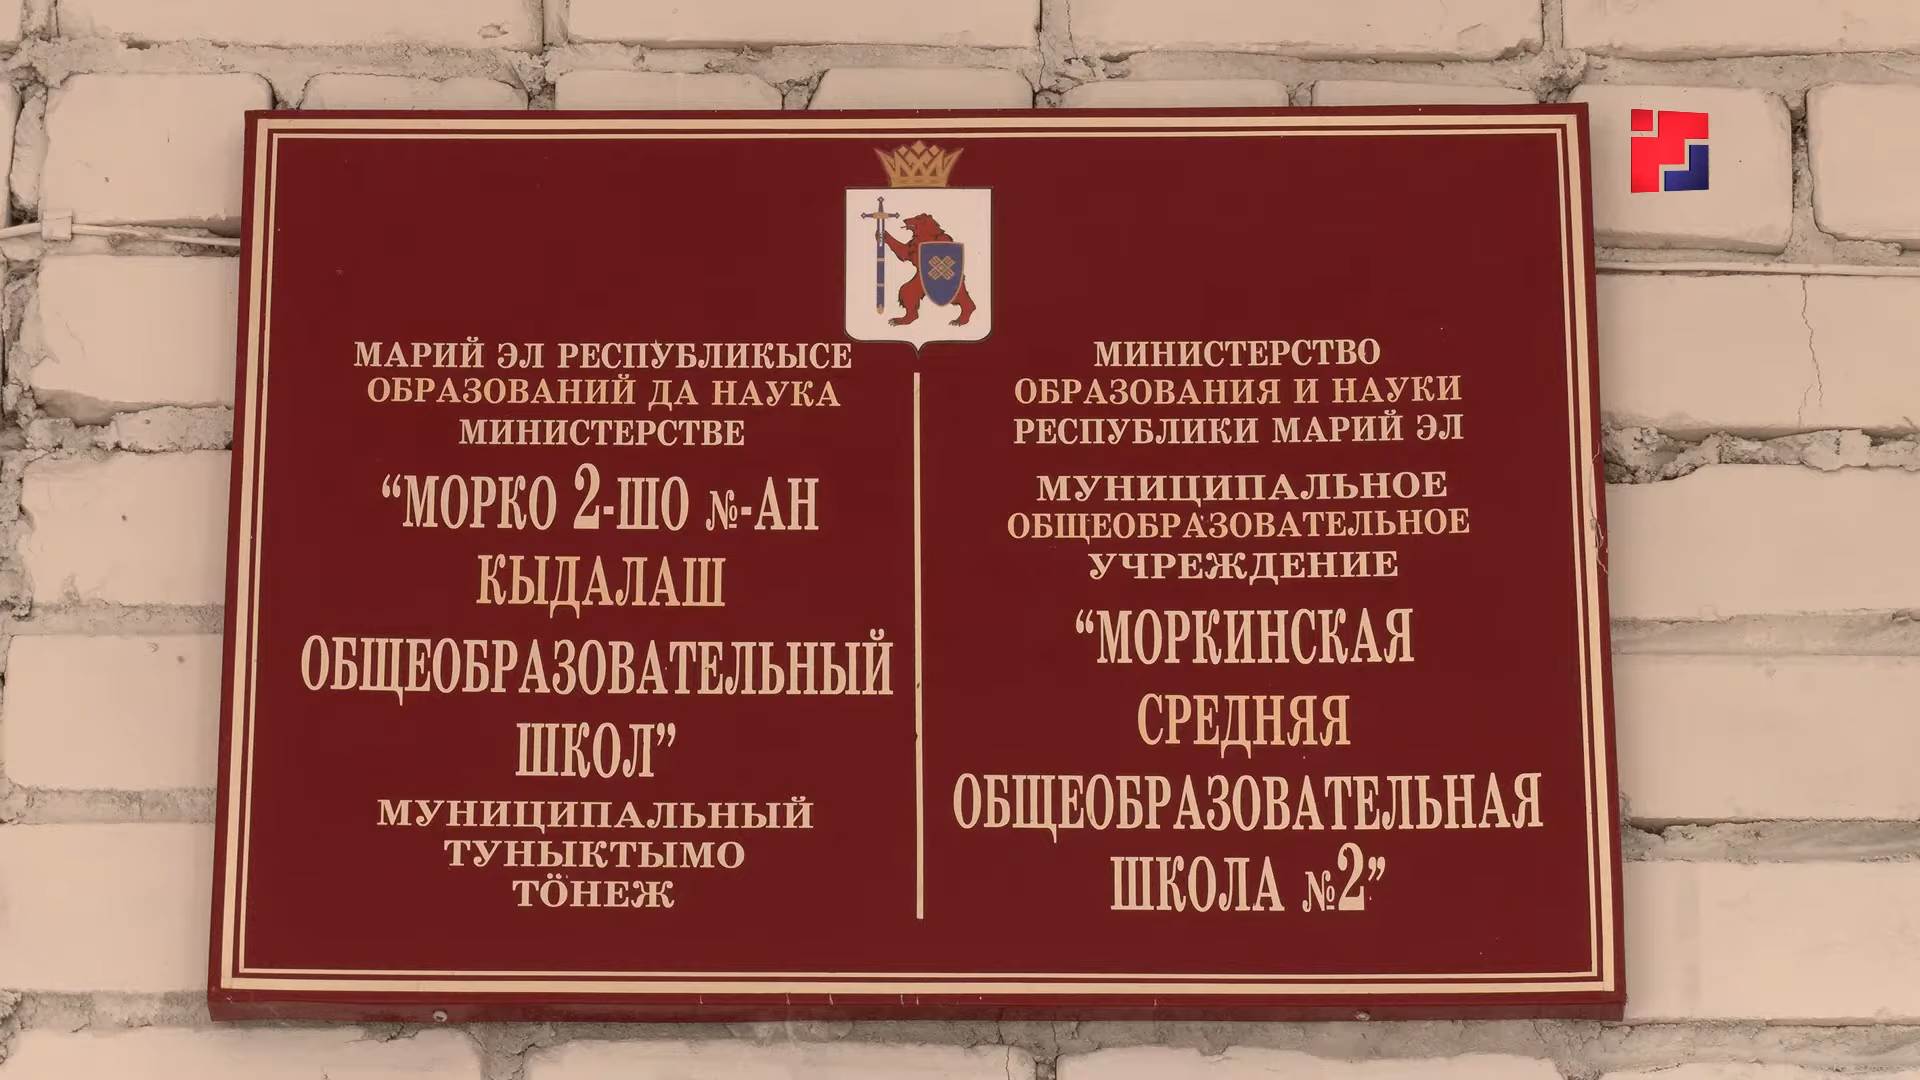 МАРИЙ ЭЛ РЕСПУБЛИКЫСЕ
ОБРАЗОВАНИЙ ДА НАУКА
МИНИСТЕРСТВЕ
“МОРКО 2-ШО №-АН
КЫДАЛАШ
ОБЩЕОБРАЗОВАТЕЛЬНЫЙ
ШКОЛ”
МУНИЦИПАЛЬНЫЙ
ТУНЫКТЫМО
ТӦНЕЖ
МИНИСТЕРСТВО
ОБРАЗОВАНИЯ И НАУКИ
РЕСПУБЛИКИ МАРИЙ ЭЛ
МУНИЦИПАЛЬНОЕ
ОБЩЕОБРАЗОВАТЕЛЬНОЕ
УЧРЕЖДЕНИЕ
“МОРКИНСКАЯ
СРЕДНЯЯ
ОБЩЕОБРАЗОВАТЕЛЬНАЯ
ШКОЛА №2”